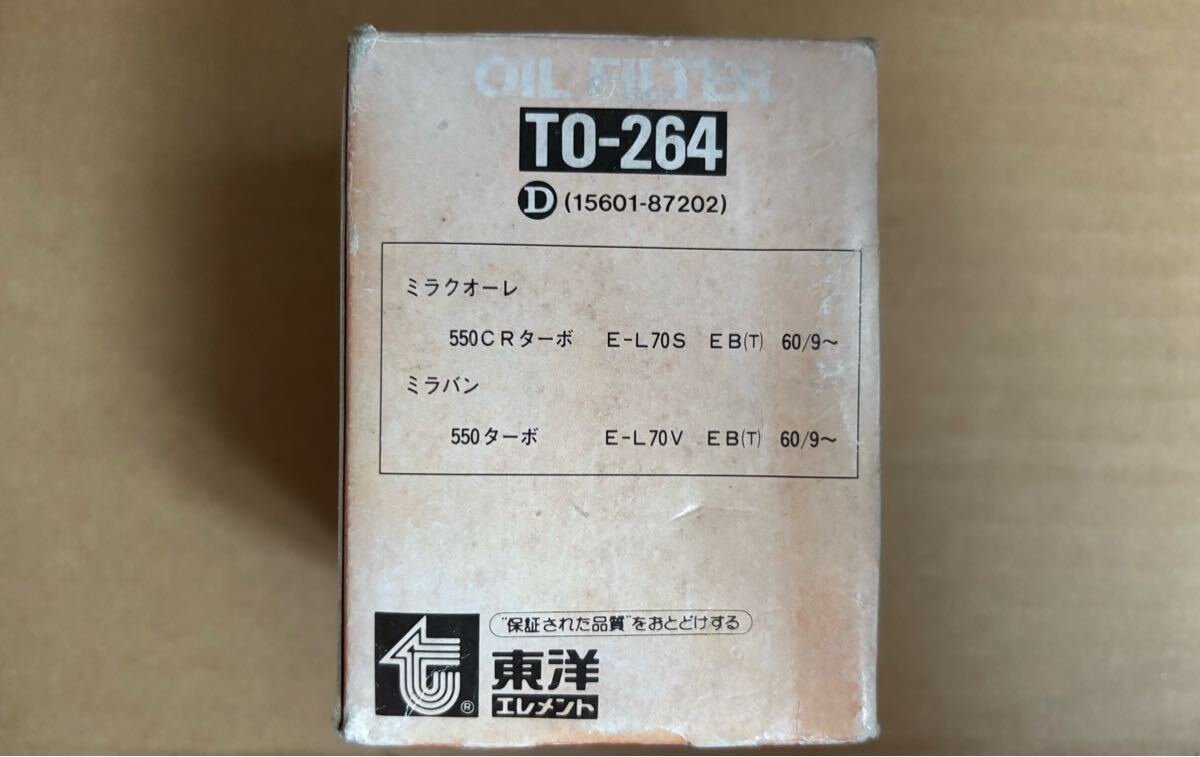 OIL FILTER
TO-264
D (15601-87202)
ミラクオーレ
550CRターボ E-L70S EB(T) 60/9~
ミラバン
550ターボ E-L70V EB(T) 60/9~
"保証された品質"をおとどけする
東洋
エレメント
®